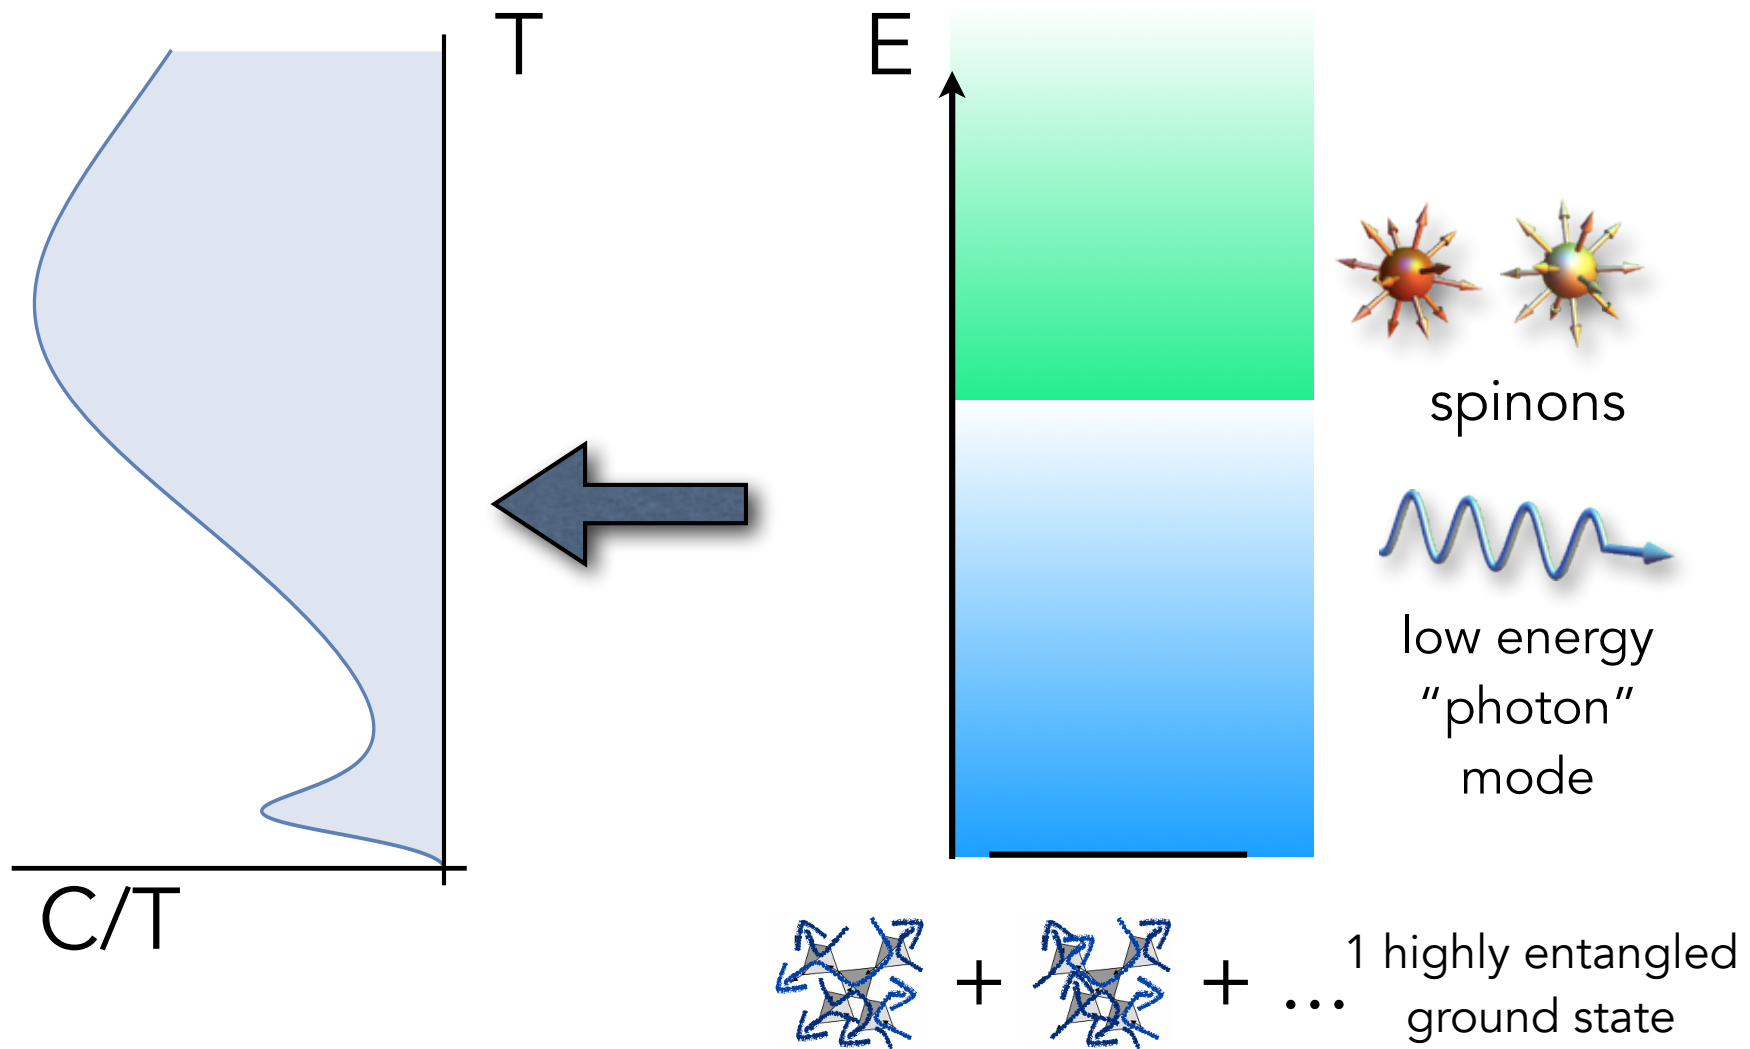 T
E
spinons
low energy
“photon”
mode
C/T
+
+ ...
1 highly entangled
ground state